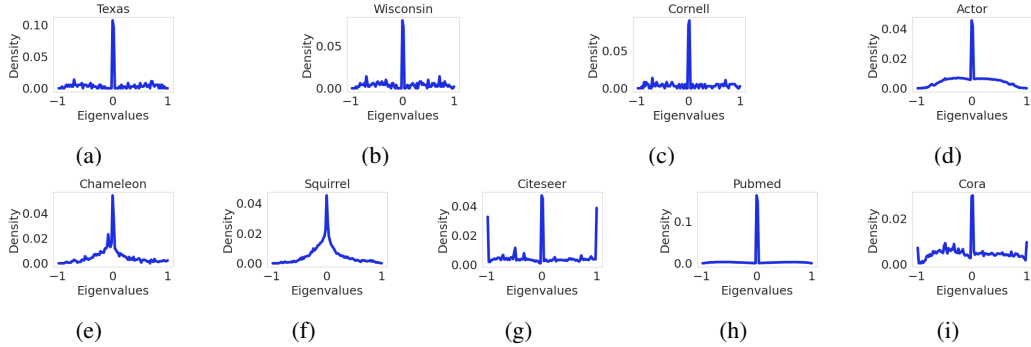 Texas
Density
0.10
0.05
0.00
−1 0 1
Eigenvalues
(a)
Wisconsin
Density
0.05
0.00
−1 0 1
Eigenvalues
(b)
Cornell
Density
0.05
0.00
−1 0 1
Eigenvalues
(c)
Actor
Density
0.04
0.02
0.00
−1 0 1
Eigenvalues
(d)
Chameleon
Density
0.04
0.02
0.00
−1 0 1
Eigenvalues
(e)
Squirrel
Density
0.04
0.02
0.00
−1 0 1
Eigenvalues
(f)
Citeseer
Density
0.04
0.02
0.00
−1 0 1
Eigenvalues
(g)
Pubmed
Density
0.1
0.0
−1 0 1
Eigenvalues
(h)
Cora
Density
0.02
0.00
−1 0 1
Eigenvalues
(i)